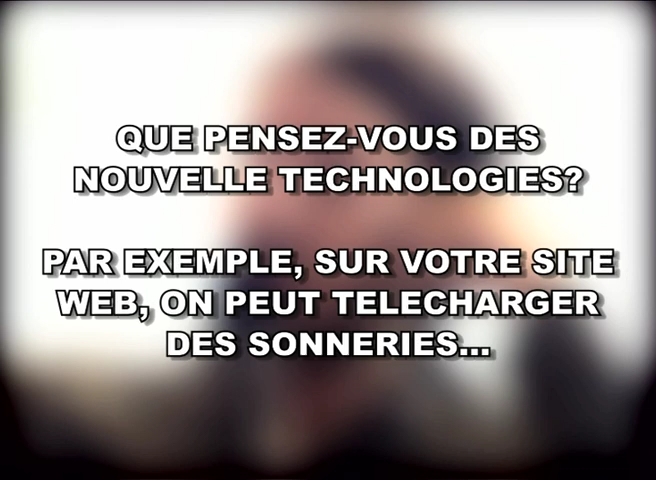 QUE PENSEZ-VOUS DES
NOUVELLE TECHNOLOGIES?
PAR EXEMPLE, SUR VOTRE SITE
WEB, ON PEUT TELECHARGER
DES SONNERIES...